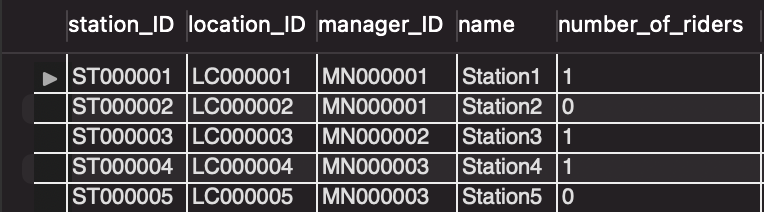 station_ID location_ID manager_ID name number_of_riders
ST000001 LC000001 MN000001 Station1 1
ST000002 LC000002 MN000001 Station2 0
ST000003 LC000003 MN000002 Station3 1
ST000004 LC000004 MN000003 Station4 1
ST000005 LC000005 MN000003 Station5 0